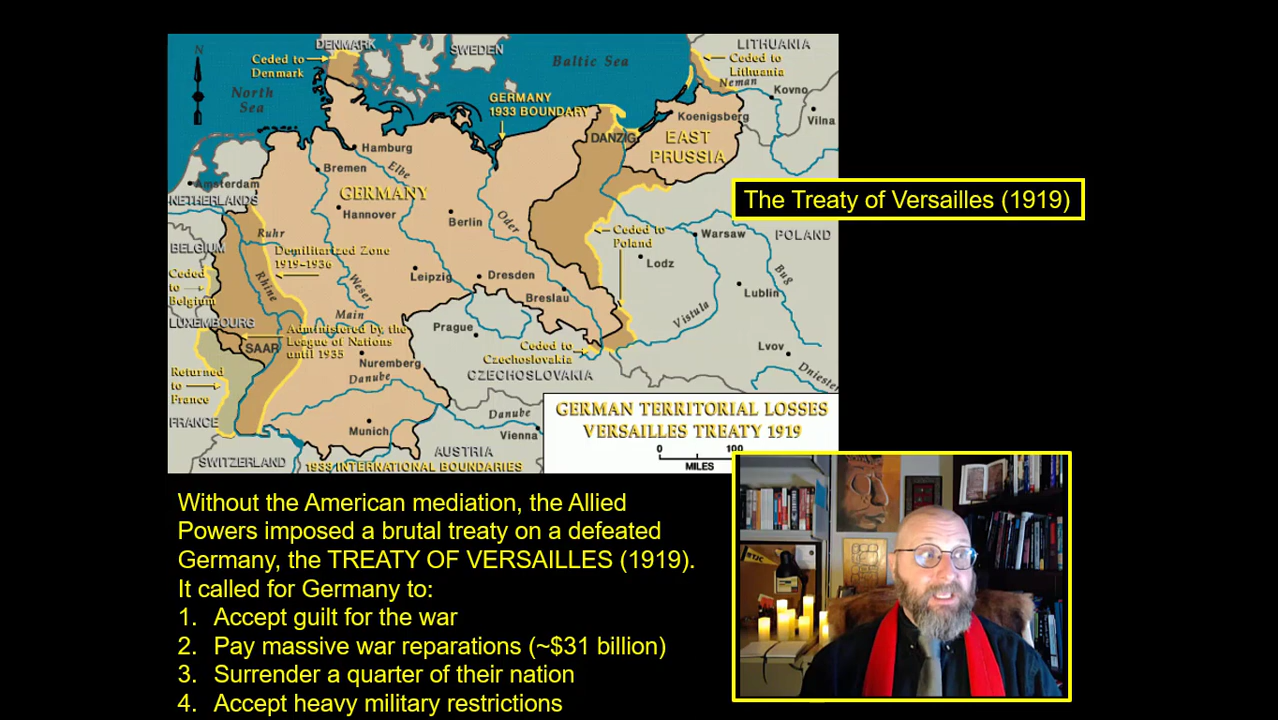 DENMARK
SWEDEN
LITHUANIA
Ceded to
Denmark
Baltic Sea
Ceded to
Lithuania
N
North
Sea
GERMANY
1933 BOUNDARY
Neman
Kovno
Koenigsberg
Vilna
DANZIG
EAST
PRUSSIA
Hamburg
Bremen
Elbe
Amsterdam
NETHERLANDS
GERMANY
Hannover
Berlin
Oder
The Treaty of Versailles (1919)
Ruhr
Ceded to
Poland
Warsaw
POLAND
BELGIUM
Demilitarized Zone
1919-1936
Lodz
Bug
Ceded
to
Belgium
Rhine
Weser
Leipzig
Dresden
Breslau
Lublin
Main
Vistula
LUXEMBOURG
Administered by the
League of Nations
until 1935
SAAR
Prague
Ceded to
Czechoslovakia
Lvov
Nuremberg
CZECHOSLOVAKIA
Dniester
Returned
to
France
Danube
FRANCE
Danube
Munich
Vienna
AUSTRIA
SWITZERLAND
1933 INTERNATIONAL BOUNDARIES
GERMAN TERRITORIAL LOSSES
VERSAILLES TREATY 1919
0 100
MILES
Without the American mediation, the Allied
Powers imposed a brutal treaty on a defeated
Germany, the TREATY OF VERSAILLES (1919).
It called for Germany to:
1. Accept guilt for the war
2. Pay massive war reparations (~$31 billion)
3. Surrender a quarter of their nation
4. Accept heavy military restrictions